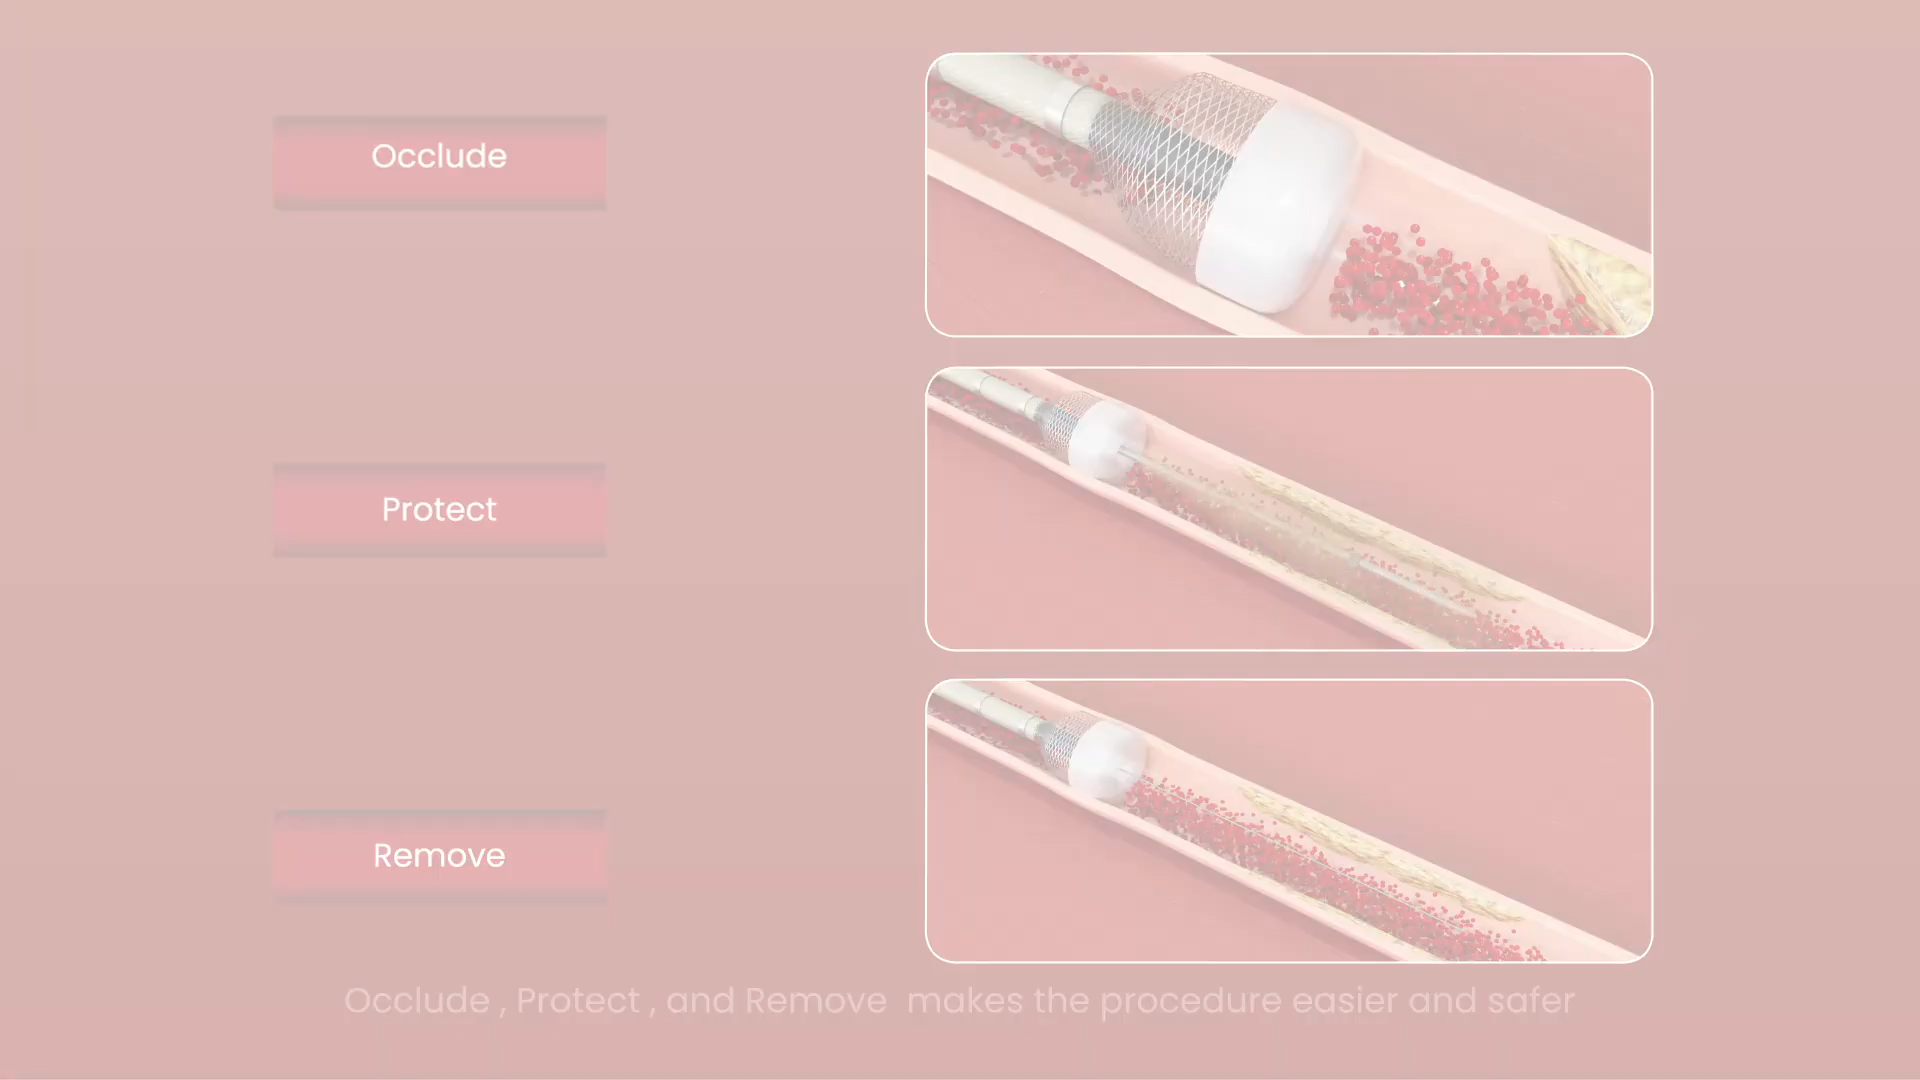 Occlude
Protect
Remove
Occlude , Protect , and Remove  makes the procedure easier and safer